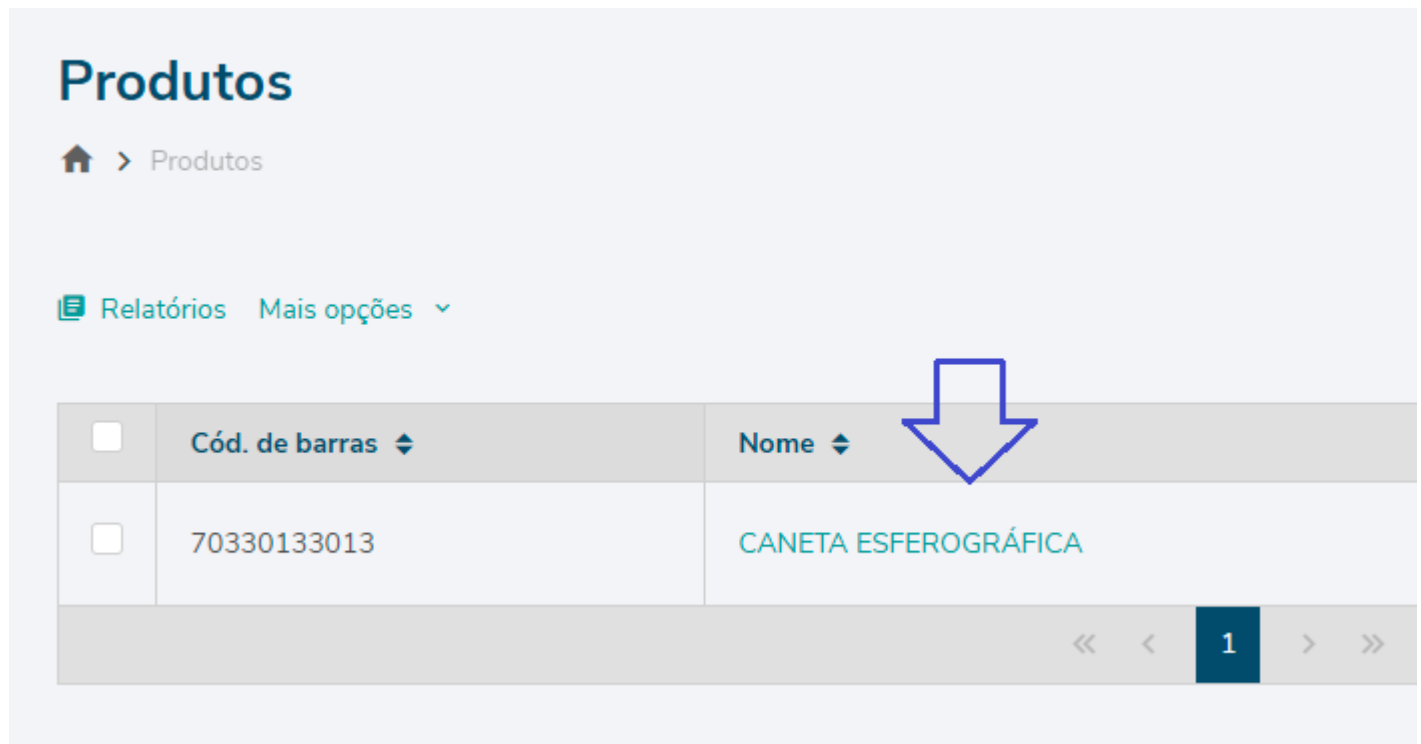 Produtos
Produtos
Relatórios Mais opções
Cód. de barras Nome
70330133013 CANETA ESFEROGRÁFICA
1